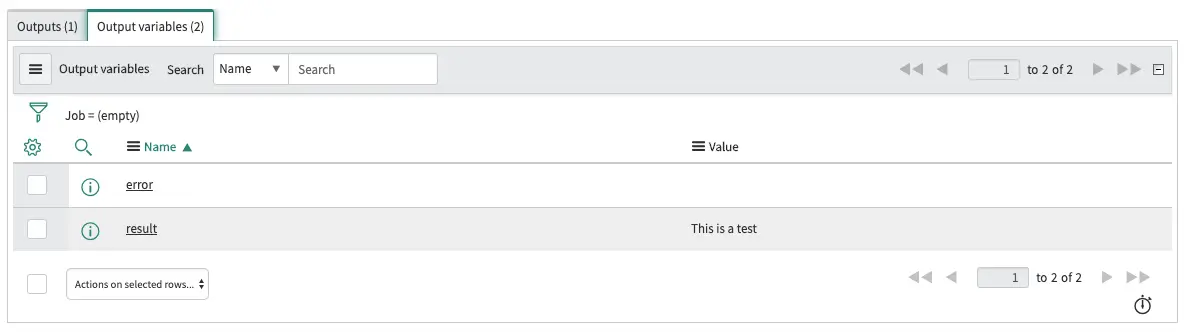 Outputs (1) Output variables (2)
Output variables Search Name Search 1 to 2 of 2
Job = (empty)
Name Value
error
result This is a test
Actions on selected rows... 1 to 2 of 2